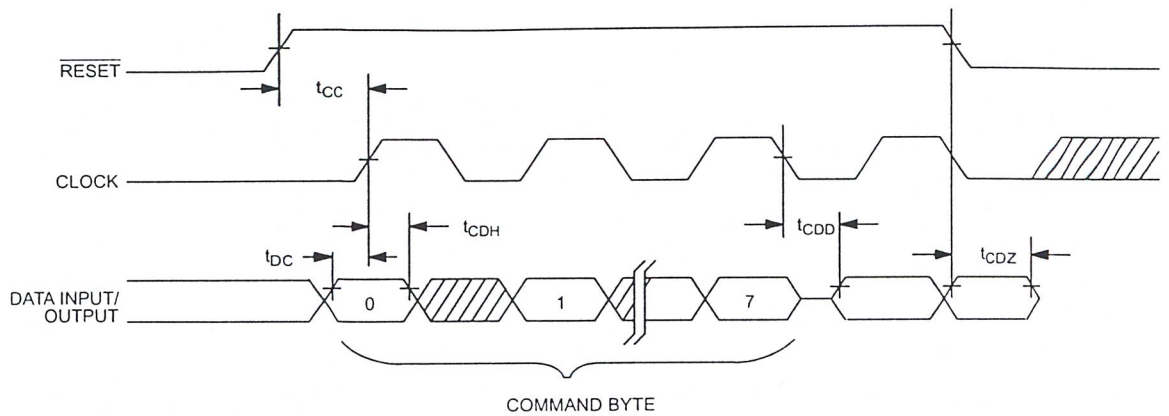 RESET
tCC
CLOCK
tCDH
tCDD
tDC
tCDZ
DATA INPUT/
OUTPUT
0
1
7
COMMAND BYTE